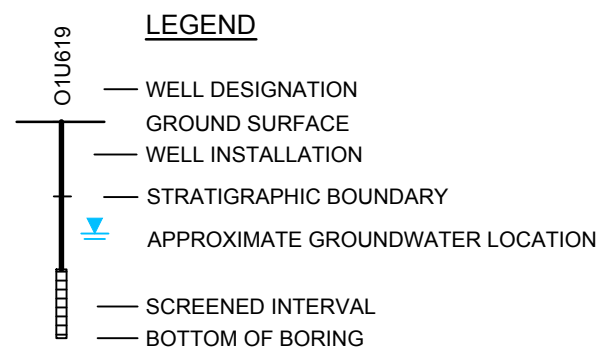 LEGEND
O1U619
WELL DESIGNATION
GROUND SURFACE
WELL INSTALLATION
STRATIGRAPHIC BOUNDARY
APPROXIMATE GROUNDWATER LOCATION
SCREENED INTERVAL
BOTTOM OF BORING